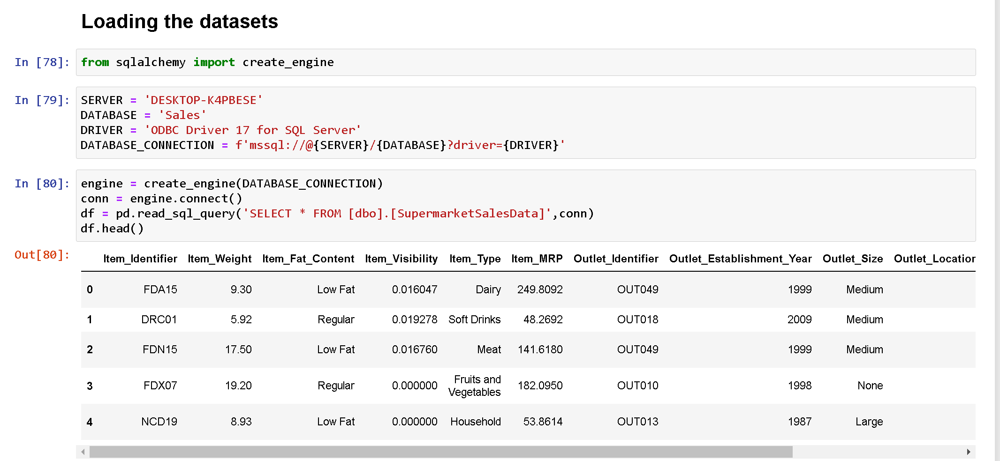 Loading the datasets
In [78]: from sqlalchemy import create_engine
In [79]: SERVER = 'DESKTOP-K4PBESE'
DATABASE = 'Sales'
DRIVER = 'ODBC Driver 17 for SQL Server'
DATABASE_CONNECTION = f'mssql://@{SERVER}/{DATABASE}?driver={DRIVER}'
In [80]: engine = create_engine(DATABASE_CONNECTION)
conn = engine.connect()
df = pd.read_sql_query('SELECT * FROM [dbo].[SupermarketSalesData]',conn)
df.head()
Out[80]:
Item_Identifier Item_Weight Item_Fat_Content Item_Visibility Item_Type Item_MRP Outlet_Identifier Outlet_Establishment_Year Outlet_Size Outlet_Location
0 FDA15 9.30 Low Fat 0.016047 Dairy 249.8092 OUT049 1999 Medium
1 DRC01 5.92 Regular 0.019278 Soft Drinks 48.2692 OUT018 2009 Medium
2 FDN15 17.50 Low Fat 0.016760 Meat 141.6180 OUT049 1999 Medium
3 FDX07 19.20 Regular 0.000000 Fruits and Vegetables 182.0950 OUT010 1998 None
4 NCD19 8.93 Low Fat 0.000000 Household 53.8614 OUT013 1987 Large